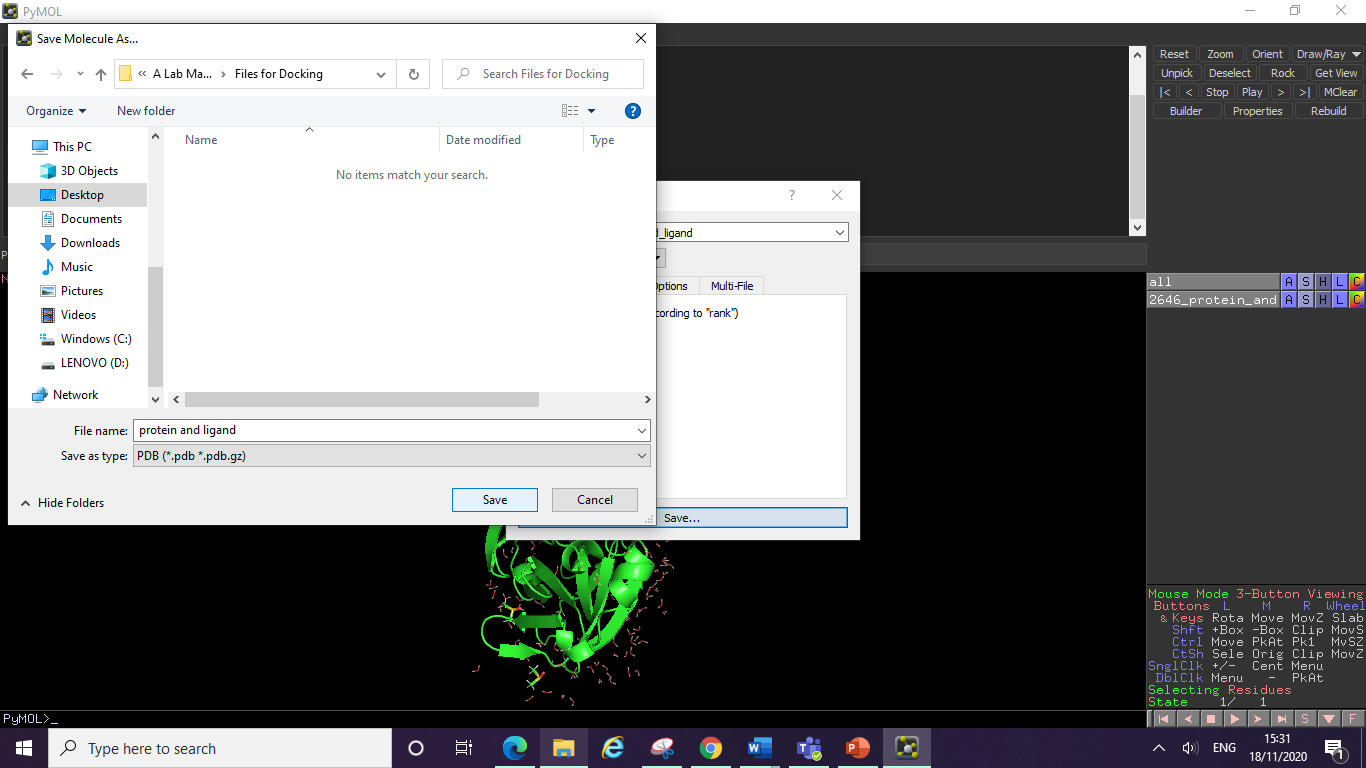 PyMOL
Save Molecule As...
« A Lab Ma... › Files for Docking
Search Files for Docking
Organize
New folder
Name
Date modified
Type
No items match your search.
This PC
3D Objects
Desktop
Documents
Downloads
Music
Pictures
Videos
Windows (C:)
LENOVO (D:)
Network
File name: protein and ligand
Save as type: PDB (*.pdb *.pdb.gz)
Hide Folders
Save
Cancel
?
_ligand
ptions
Multi-File
cording to "rank")
Save...
Reset Zoom Orient Draw/Ray
Unpick Deselect Rock Get View
|< < Stop Play > >| MClear
Builder Properties Rebuild
all A S H L C
2646_protein_and A S H L C
Mouse Mode 3-Button Viewing
Buttons L M R Wheel
& Keys Rota Move MovZ Slab
Shft +Box -Box Clip MovS
Ctrl Move PkAt Pk1 MvSZ
CtSh Sele Orig Clip MovZ
SnglClk +/- Cent Menu
DblClk Menu - PkAt
Selecting Residues
State 1/ 1
S F
PyMOL>_
Type here to search
ENG
15:31
18/11/2020
1